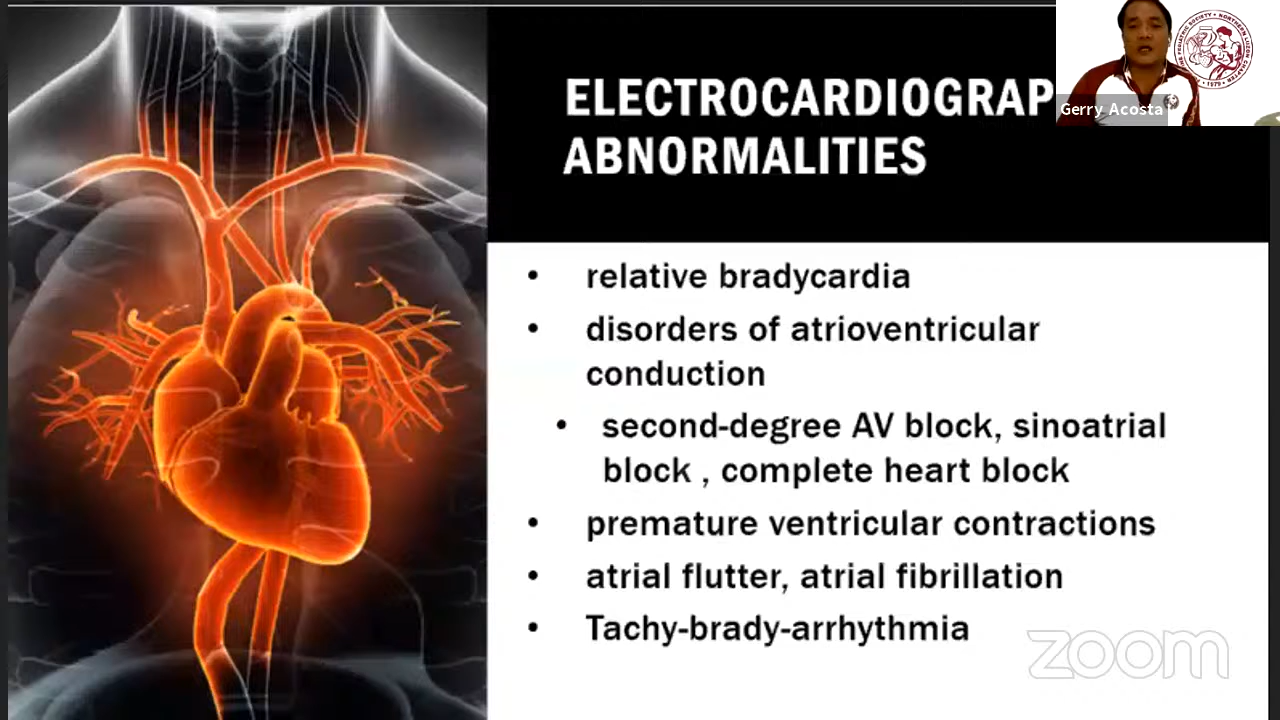 ELECTROCARDIOGRAP
ABNORMALITIES
Gerry Acosta
• relative bradycardia
• disorders of atrioventricular
conduction
• second-degree AV block, sinoatrial
block , complete heart block
• premature ventricular contractions
• atrial flutter, atrial fibrillation
• Tachy-brady-arrhythmia
zoom